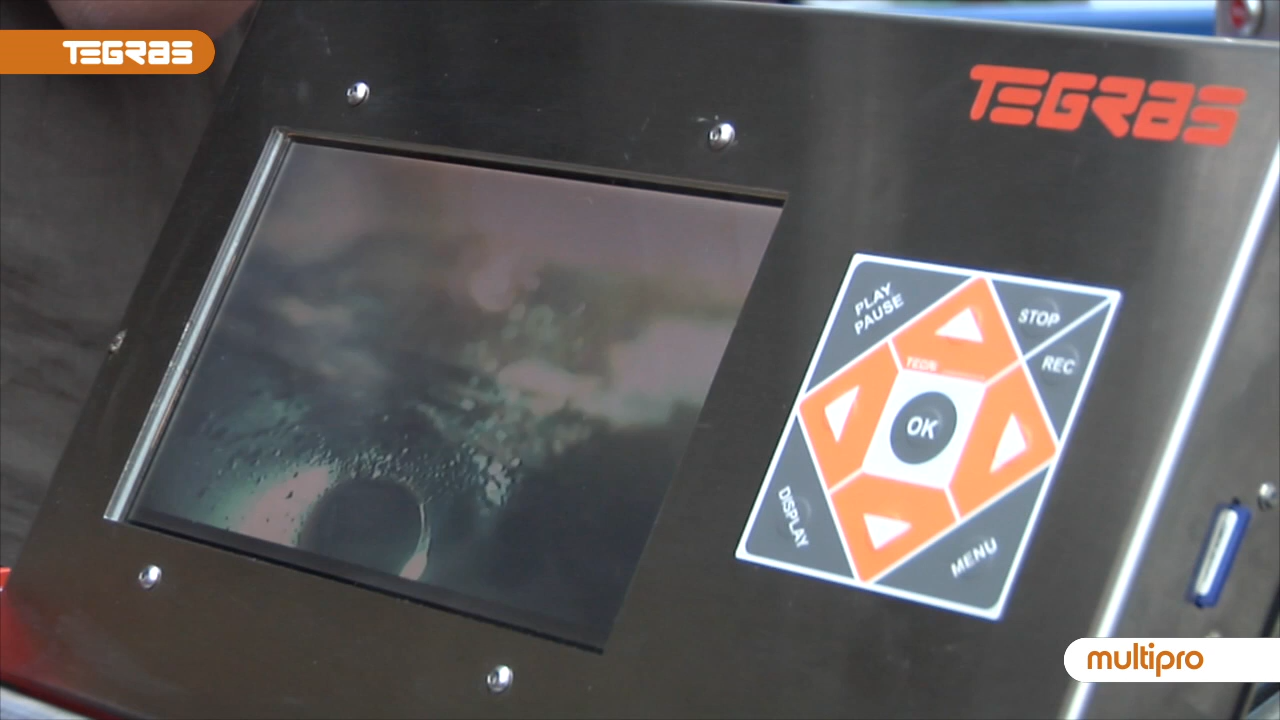 TEGRAS
TEGRAS
PLAY
PAUSE
STOP
REC
OK
DISPLAY
MENU
multipro